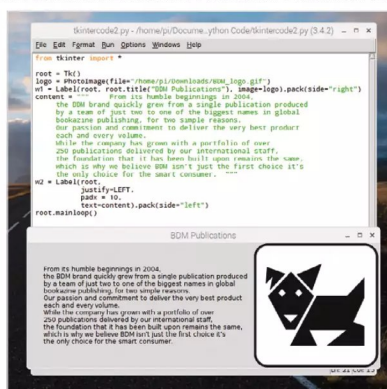 tkintercode2.py - /home/pi/Docume...ython Code/tkintercode2.py (3.4.2)
File Edit Format Run Options Windows Help
from tkinter import *
root = Tk()
logo = PhotoImage(file="/home/pi/Downloads/BDM_logo.gif")
w1 = Label(root, root.title("BDM Publications"), image=logo).pack(side="right")
content = """ From its humble beginnings in 2004,
the BDM brand quickly grew from a single publication produced
by a team of just two to one of the biggest names in global
bookazine publishing, for two simple reasons.
Our passion and commitment to deliver the very best product
each and every volume.
While the company has grown with a portfolio of over
250 publications delivered by our international staff,
the foundation that it has been built upon remains the same,
which is why we believe BDM isn't just the first choice it's
the only choice for the smart consumer. """
w2 = Label(root,
justify=LEFT,
padx = 10,
text=content).pack(side="left")
root.mainloop()
BDM Publications
From its humble beginnings in 2004,
the BDM brand quickly grew from a single publication produced
by a team of just two to one of the biggest names in global
bookazine publishing, for two simple reasons.
Our passion and commitment to deliver the very best product
each and every volume.
While the company has grown with a portfolio of over
250 publications delivered by our international staff,
the foundation that it has been built upon remains the same,
which is why we believe BDM isn't just the first choice it's
the only choice for the smart consumer.